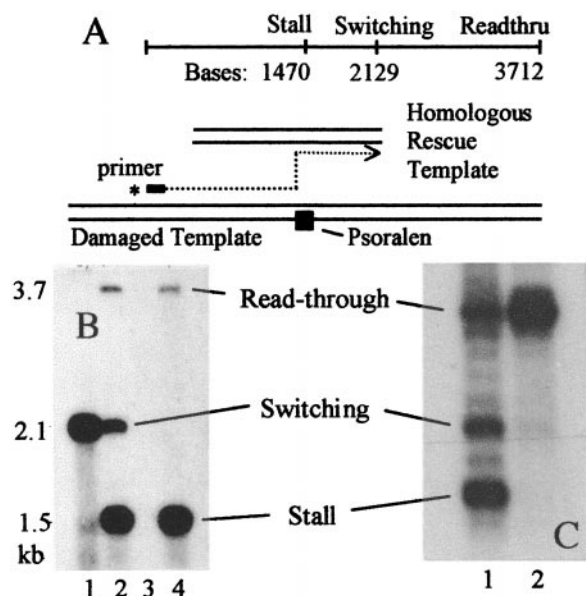 A
Stall Switching Readthru
Bases: 1470 2129 3712
Homologous
Rescue
Template
primer
*
Damaged Template Psoralen
3.7 Read-through
B
Switching
2.1
Stall
1.5
kb
C
1 2 3 4
1 2